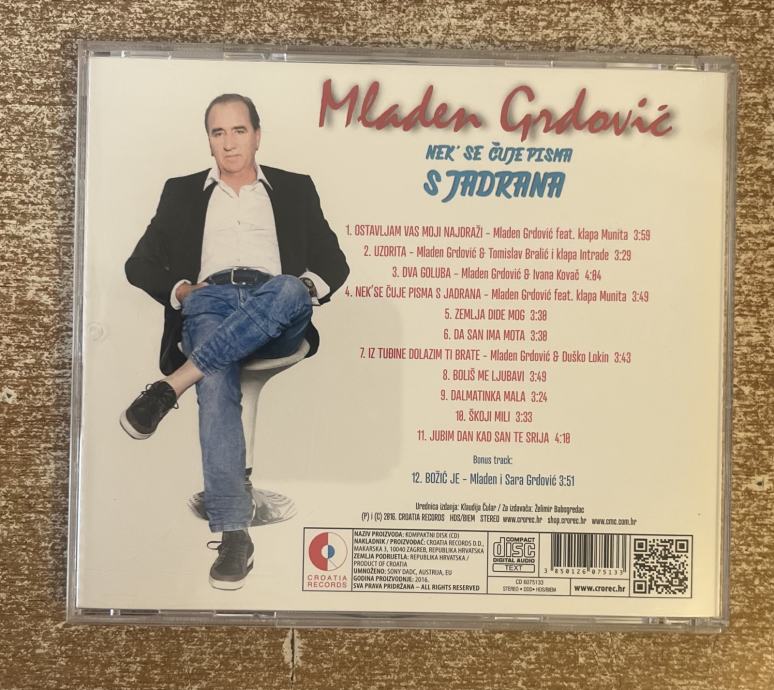 Mladen Grdović
NEK' SE ČUJE PISMA
S JADRANA
1. OSTAVLJAM VAS MOJI NAJDRAŽI – Mladen Grdović feat. klapa Munita 3:59
2. UZORITA – Mladen Grdović & Tomislav Bralić i klapa Intrade 3:29
3. DVA GOLUBA – Mladen Grdović & Ivana Kovač 4:04
4. NEK'SE ČUJE PISMA S JADRANA – Mladen Grdović feat. klapa Munita 3:49
5. ZEMLJA DIDE MOG 3:30
6. DA SAN IMA MOTA 3:30
7. IZ TUĐINE DOLAZIM TI BRATE – Mladen Grdović & Duško Lokin 3:43
8. BOLIŠ ME LJUBAVI 3:49
9. DALMATINKA MALA 3:24
10. ŠKOJI MILI 3:33
11. JUBIM DAN KAD SAN TE SRIJA 4:10
Bonus track:
12. BOŽIĆ JE – Mladen i Sara Grdović 3:51
Urednica izdanja: Klaudija Čular / Za izdavača: Želimir Babogredac
(P) i (C) 2016. CROATIA RECORDS HDS/BIEM STEREO www.crorec.hr shop.crorec.hr www.cmc.com.hr
CROATIA
RECORDS
NAZIV PROIZVODA: KOMPAKTNI DISK (CD)
NAKLADNIK / PROIZVOĐAČ: CROATIA RECORDS D.D.,
MAKARSKA 3, 10040 ZAGREB, REPUBLIKA HRVATSKA
ZEMLJA PODRIJETLA: REPUBLIKA HRVATSKA /
PRODUCT OF CROATIA
UMNOŽENO: SONY DADC, AUSTRIJA, EU
GODINA PROIZVODNJE: 2016.
SVA PRAVA PRIDRŽANA – ALL RIGHTS RESERVED
COMPACT
disc
DIGITAL AUDIO
TEXT
CD 6075133
STEREO • DDD • HDS/BIEM
3 850126 075133
www.crorec.hr